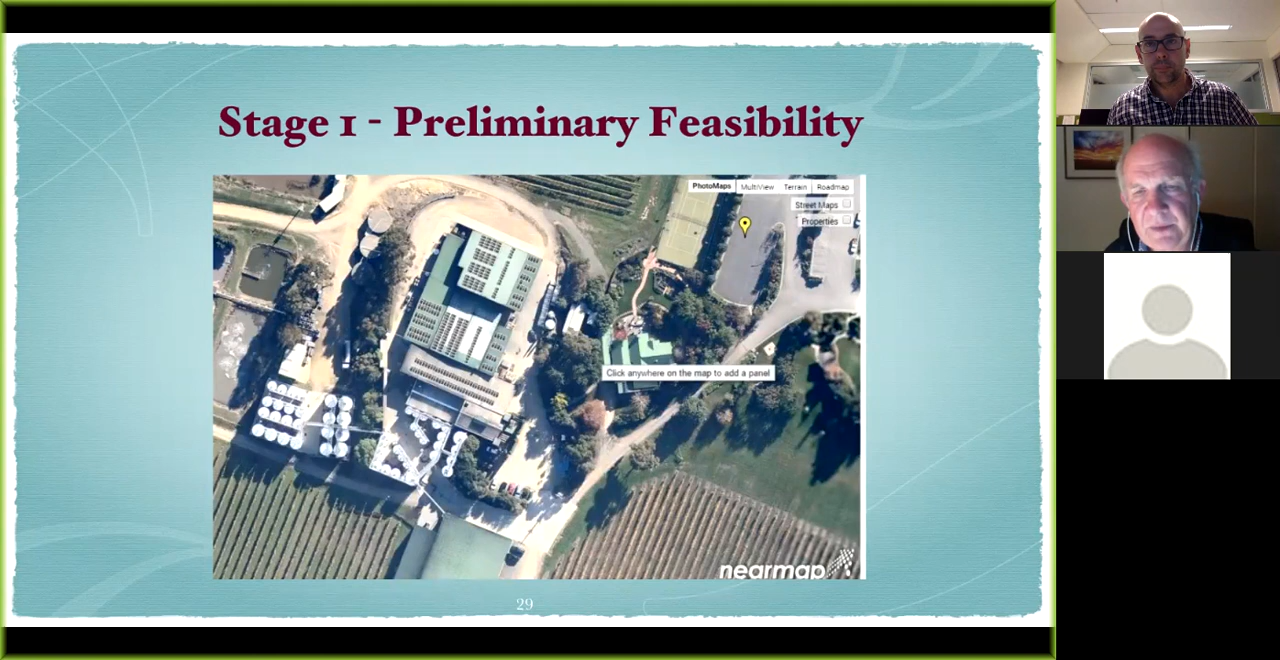 Stage 1 - Preliminary Feasibility
PhotoMaps MultiView Terrain Roadmap
Street Maps
Properties
Click anywhere on the map to add a panel
nearmap
29